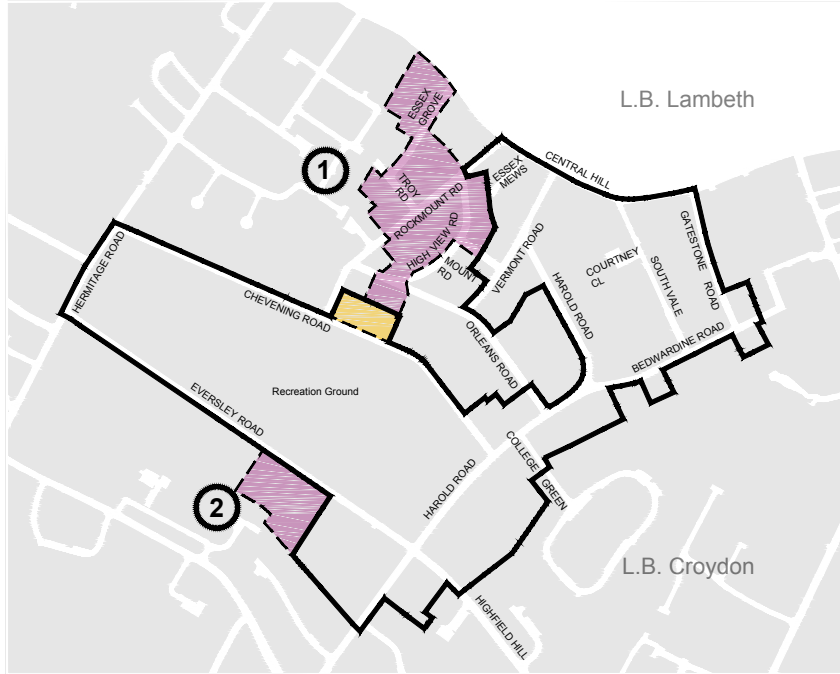 L.B. Lambeth
ESSEX
GROVE
1
CENTRAL HILL
ESSEX
MEWS
TROY
RD
ROCKMOUNT RD
HIGH VIEW RD
MOUNT
RD
VERMONT ROAD
GATESTONE
ROAD
COURTNEY
CL
SOUTH VALE
HERMITAGE ROAD
HAROLD ROAD
CHEVENING ROAD
ORLEANS ROAD
BEDWARDINE ROAD
Recreation Ground
EVERSLEY ROAD
COLLEGE
GREEN
HAROLD ROAD
2
L.B. Croydon
HIGHFIELD HILL